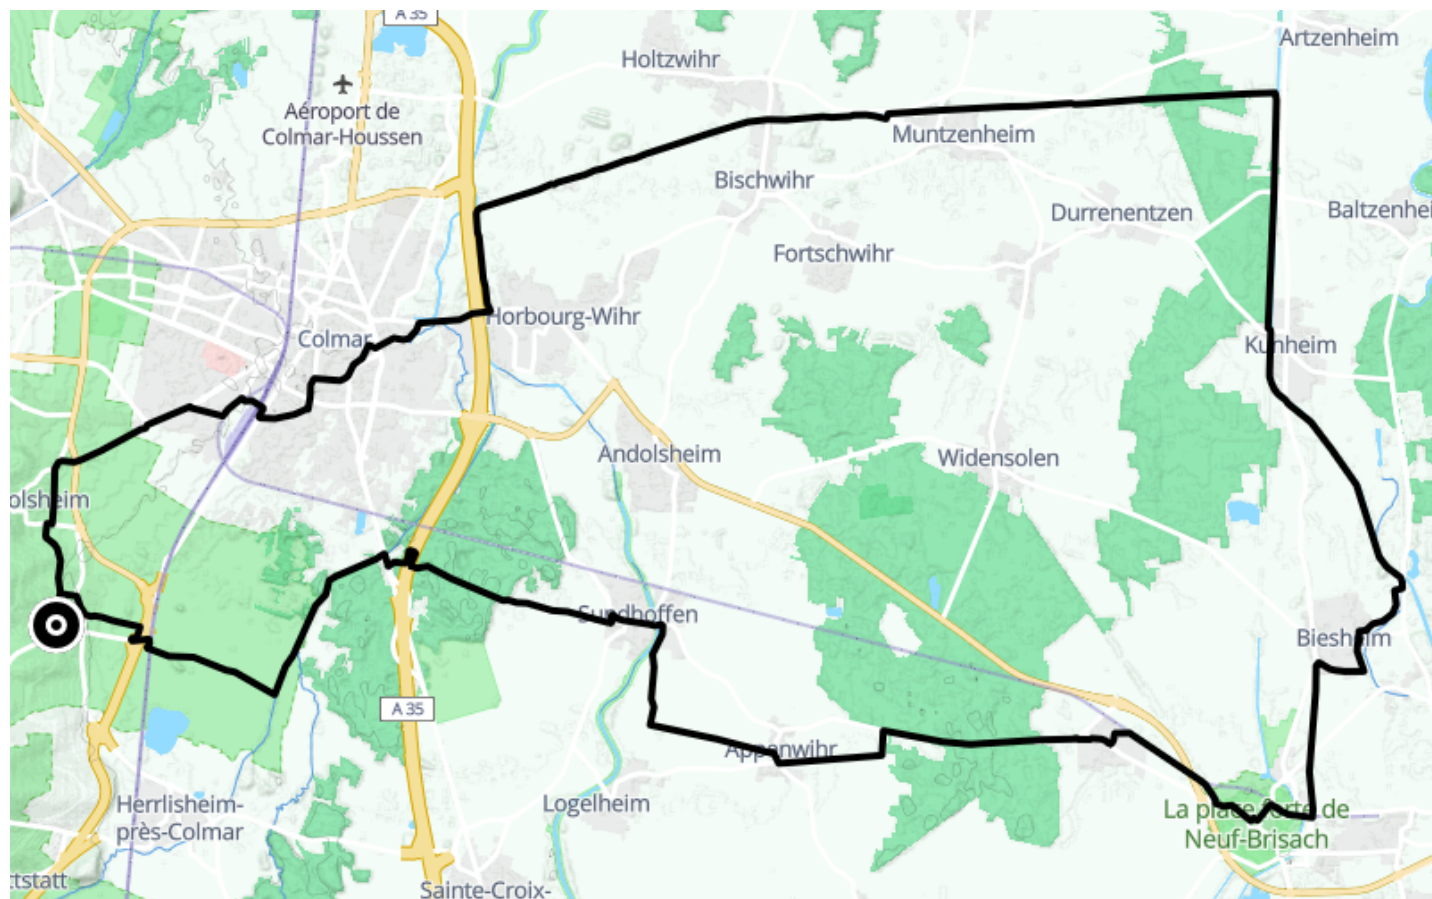 A 35
Artzenheim
Holtzwihr
Aéroport de
Colmar-Houssen
Muntzenheim
Bischwihr
Durrenentzen
Baltzenhei
Fortschwihr
Horbourg-Wihr
Colmar
Kunheim
Andolsheim
Widensolen
olsheim
Sundhoffen
Biesheim
A 35
Appenwihr
Herrlisheim-
près-Colmar
Logelheim
La place forte de
Neuf-Brisach
ttstatt
Sainte-Croix-